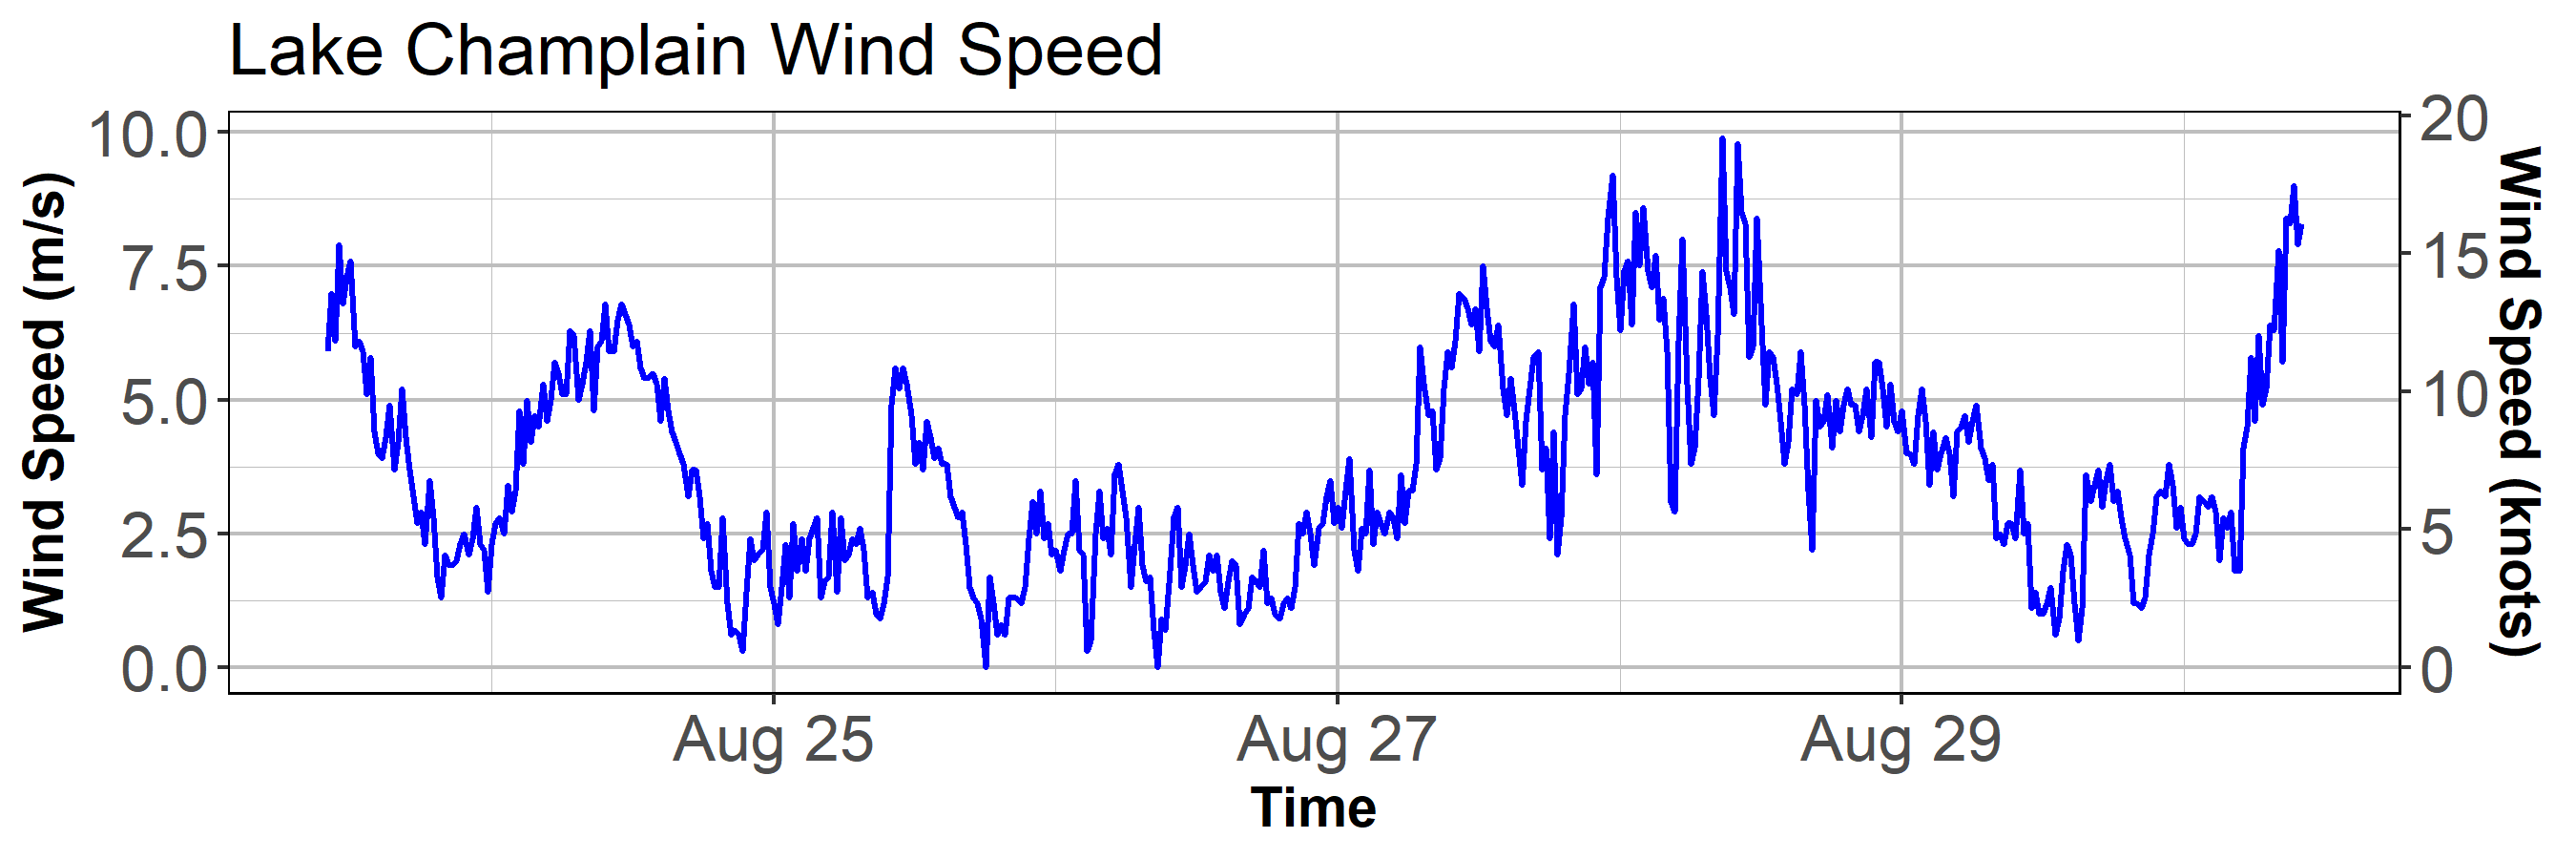 Lake Champlain Wind Speed
Wind Speed (m/s)
10.0
7.5
5.0
2.5
0.0
20
15
10
5
0
Wind Speed (knots)
Aug 25
Aug 27
Aug 29
Time